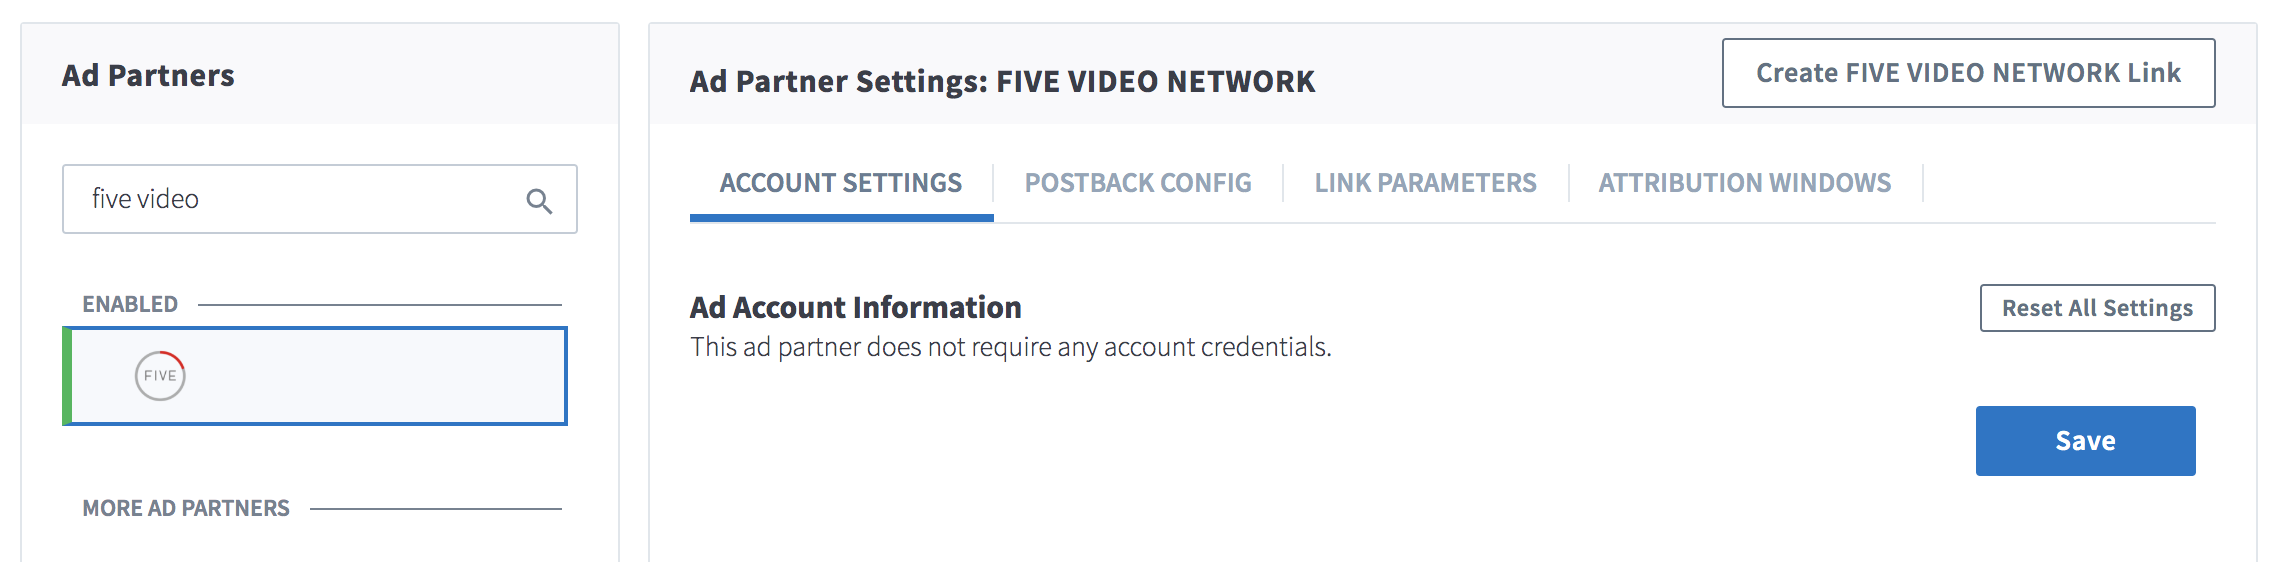 Ad Partners
five video
ENABLED
FIVE
MORE AD PARTNERS
Ad Partner Settings: FIVE VIDEO NETWORK
Create FIVE VIDEO NETWORK Link
ACCOUNT SETTINGS
POSTBACK CONFIG
LINK PARAMETERS
ATTRIBUTION WINDOWS
Ad Account Information
Reset All Settings
This ad partner does not require any account credentials.
Save